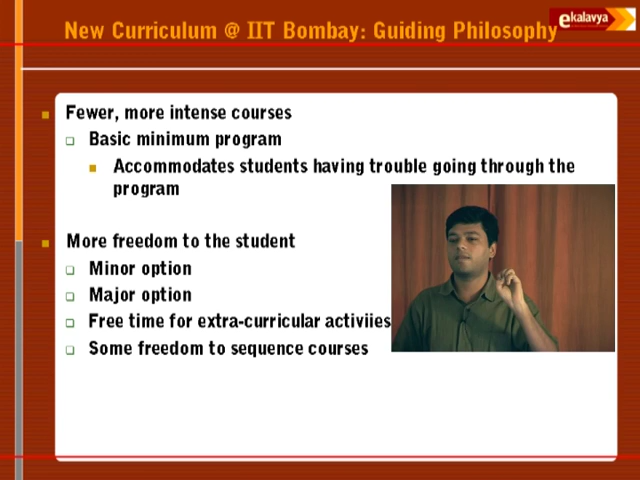 New Curriculum @ IIT Bombay: Guiding Philosophy
ekalavya
Fewer, more intense courses
Basic minimum program
Accommodates students having trouble going through the
program
More freedom to the student
Minor option
Major option
Free time for extra-curricular activiies
Some freedom to sequence courses